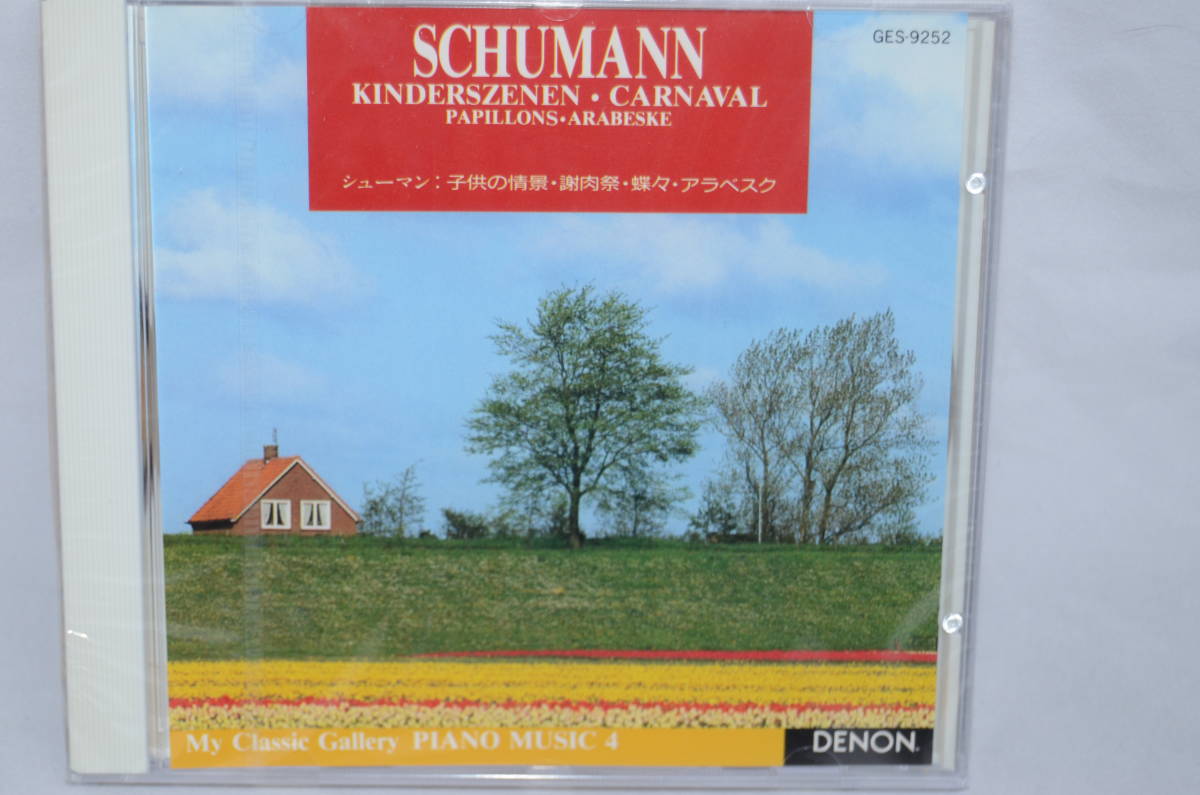 SCHUMANN
GES-9252
KINDERSZENEN • CARNAVAL
PAPILLONS • ARABESKE
シューマン：子供の情景・謝肉祭・蝶々・アラベスク
My Classic Gallery PIANO MUSIC 4
DENON